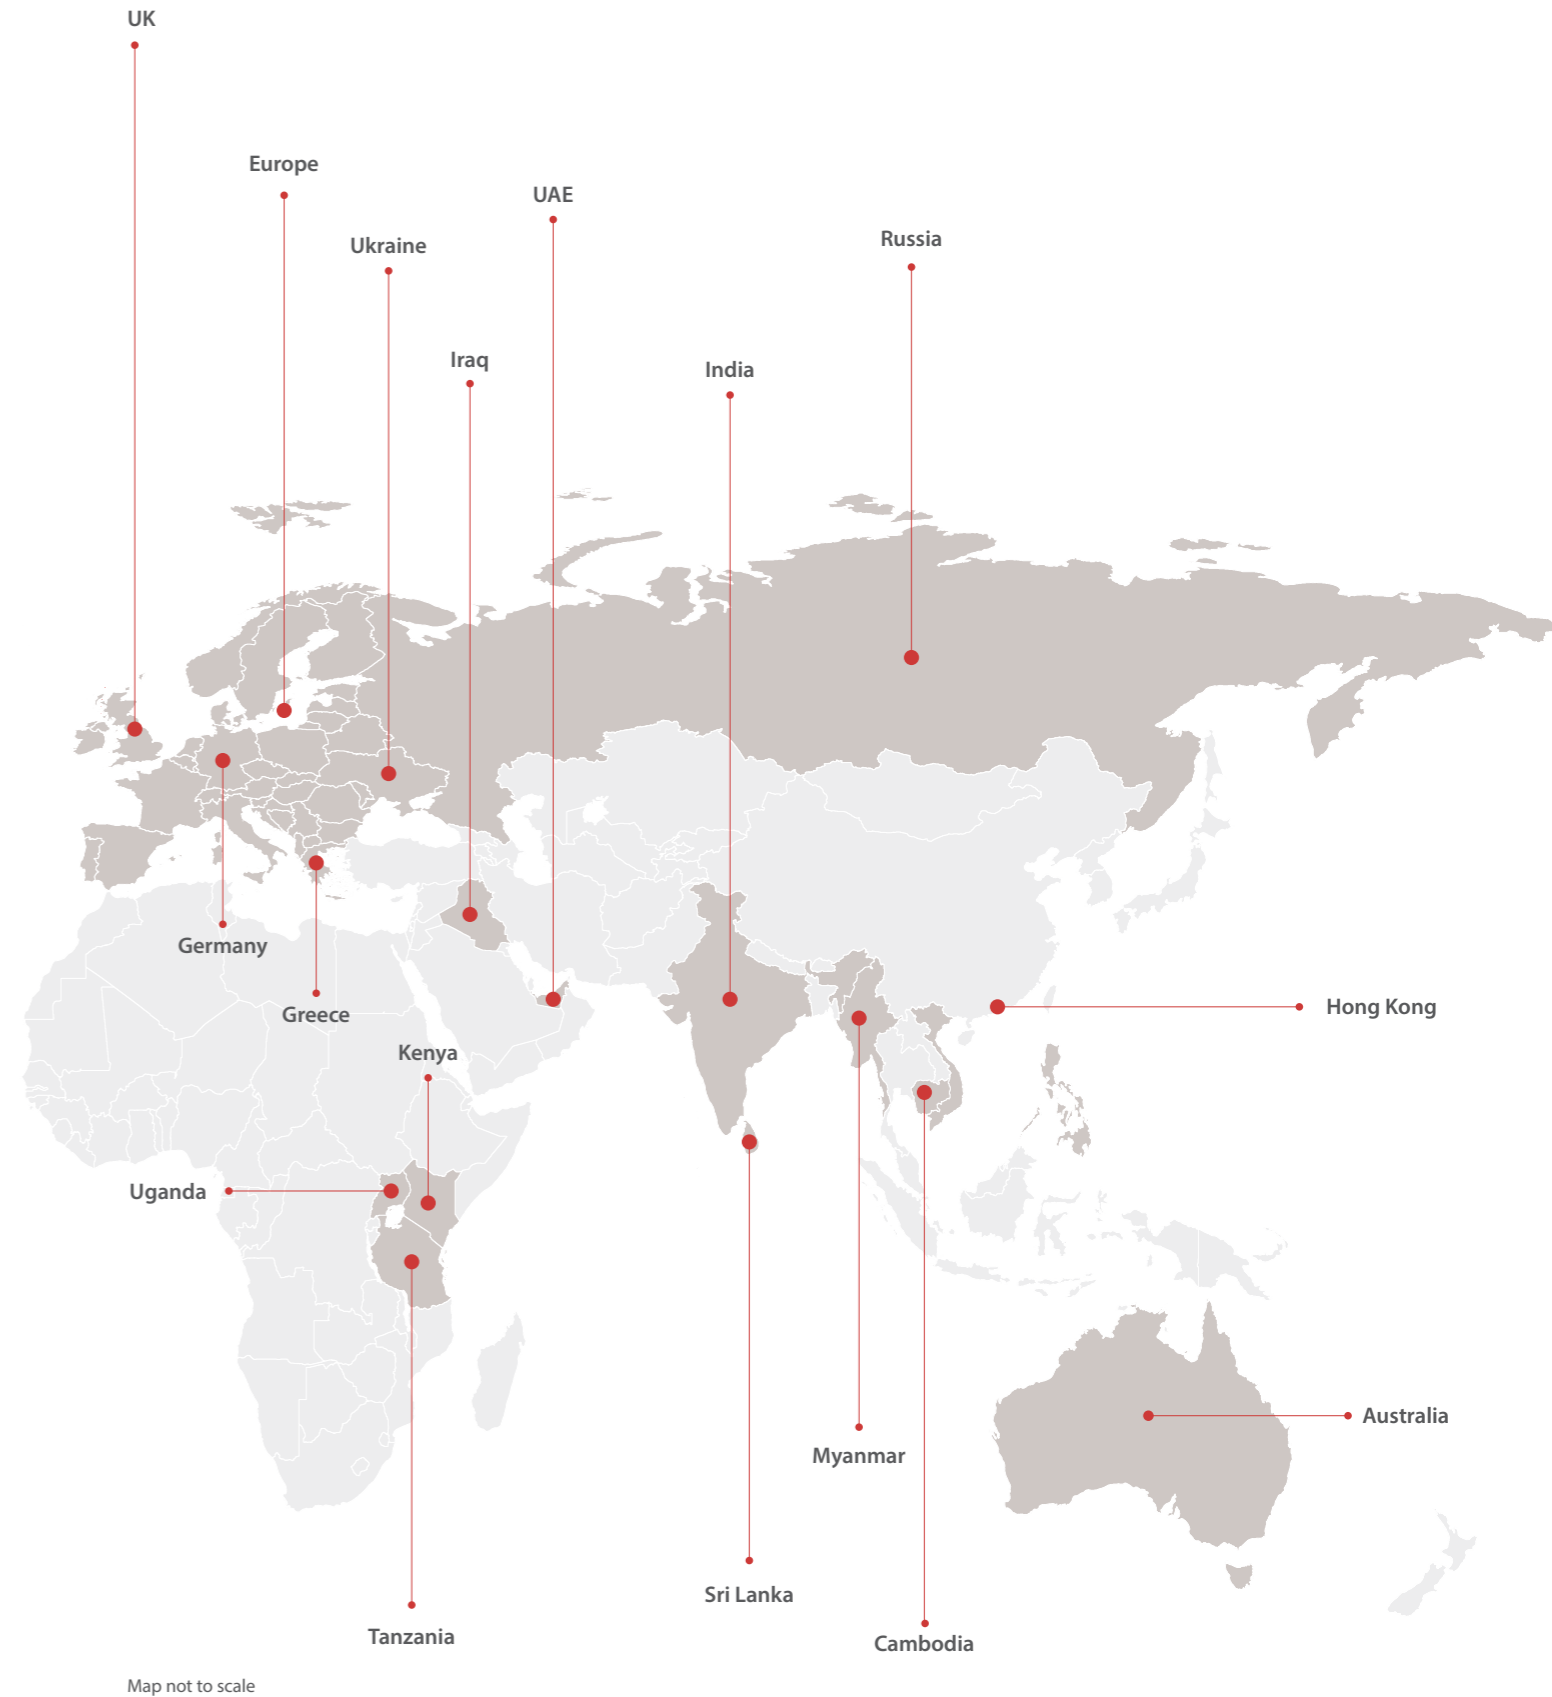 UK
Europe
UAE
Russia
Ukraine
Iraq
India
Germany
Hong Kong
Greece
Kenya
Uganda
Australia
Myanmar
Sri Lanka
Tanzania
Cambodia
Map not to scale